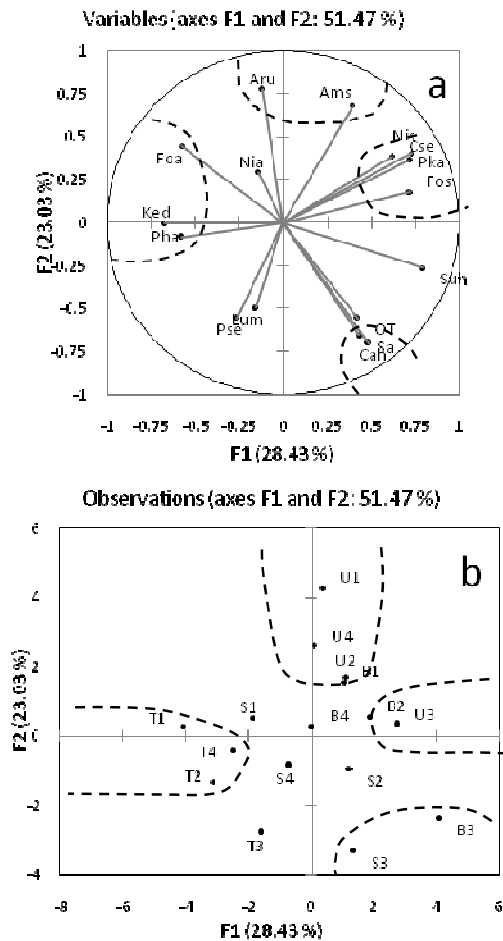 Variables (axes F1 and F2: 51.47 %)
a
1
0.75
0.5
0.25
0
-0.25
-0.5
-0.75
-1
F2 (23.03 %)
Aru
Ams
Foa
Nia
Cse
Pka
Fos
Ked
Pha
Sun
Pse
OT
Sa
Can
-1 -0.75 -0.5 -0.25 0 0.25 0.5 0.75 1
F1 (28.43 %)
Observations (axes F1 and F2: 51.47 %)
b
6
4
2
0
-2
-4
F2 (23.03 %)
U1
U4
U2
B2
U3
B4
S1
T1
T4
T2
S4
S2
T3
B3
S3
-8 -6 -4 -2 0 2 4 6
F1 (28.43 %)